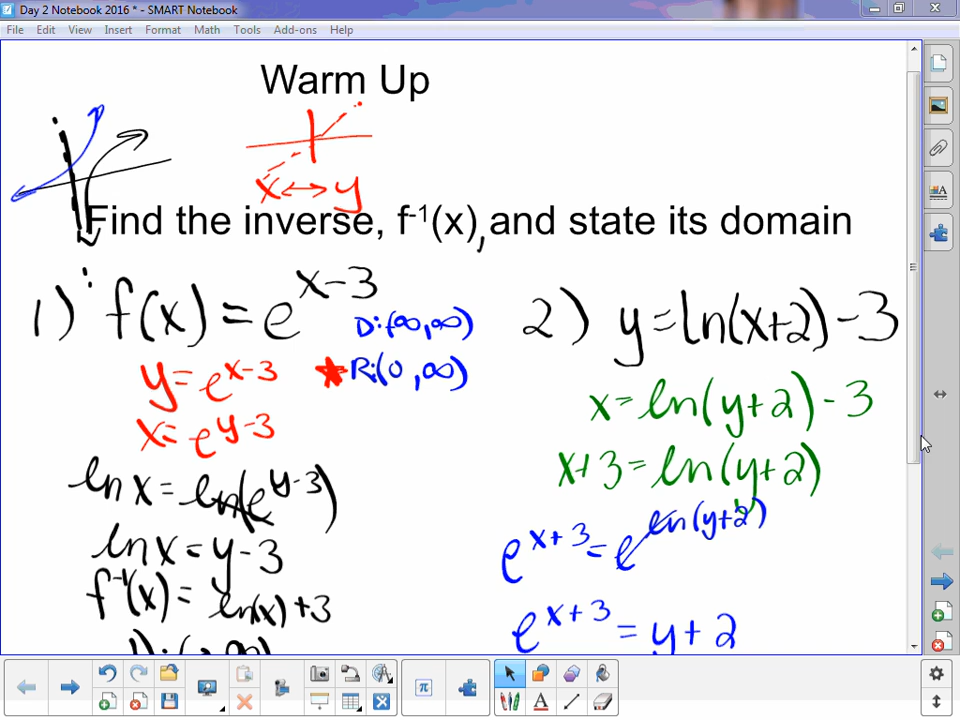 Day 2 Notebook 2016 * - SMART Notebook
File Edit View Insert Format Math Tools Add-ons Help
Warm Up
x ↔ y
Find the inverse, f⁻¹(x), and state its domain
1) f(x) = e^(x-3)
D: (∞, ∞)
R: (0, ∞)
y = e^(x-3)
x = e^(y-3)
ln x = ln(e^(y-3))
ln x = y - 3
f⁻¹(x) = ln(x) + 3
2) y = ln(x+2) - 3
x = ln(y+2) - 3
x + 3 = ln(y+2)
e^(x+3) = e^(ln(y+2))
e^(x+3) = y + 2